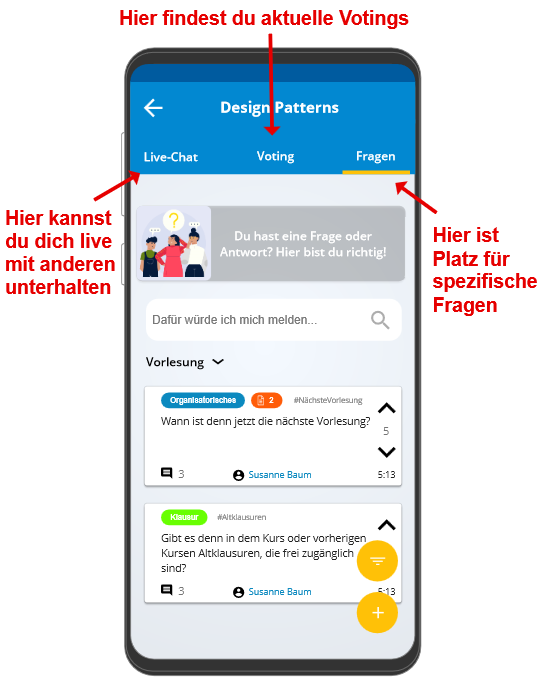 Hier findest du aktuelle Votings
Design Patterns
Live-Chat
Voting
Fragen
Hier kannst
du dich live
mit anderen
unterhalten
Hier ist
Platz für
spezifische
Fragen
?
Du hast eine Frage oder
Antwort? Hier bist du richtig!
Dafür würde ich mich melden...
Vorlesung
Organisatorisches 2 #NächsteVorlesung
Wann ist denn jetzt die nächste Vorlesung?
5
3 Susanne Baum 5:13
Klausur #Altklausuren
Gibt es denn in dem Kurs oder vorherigen
Kursen Altklausuren, die frei zugänglich
sind?
3 Susanne Baum 5:13